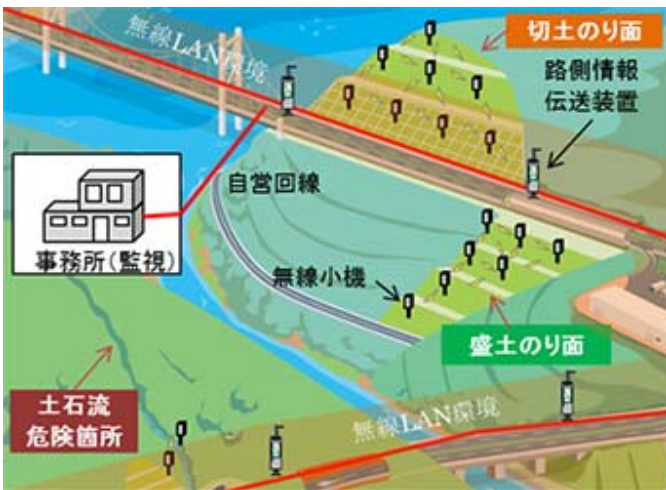 無線LAN環境
切土のり面
路側情報
伝送装置
自営回線
事務所(監視)
無線小機
盛土のり面
土石流
危険箇所
無線LAN環境